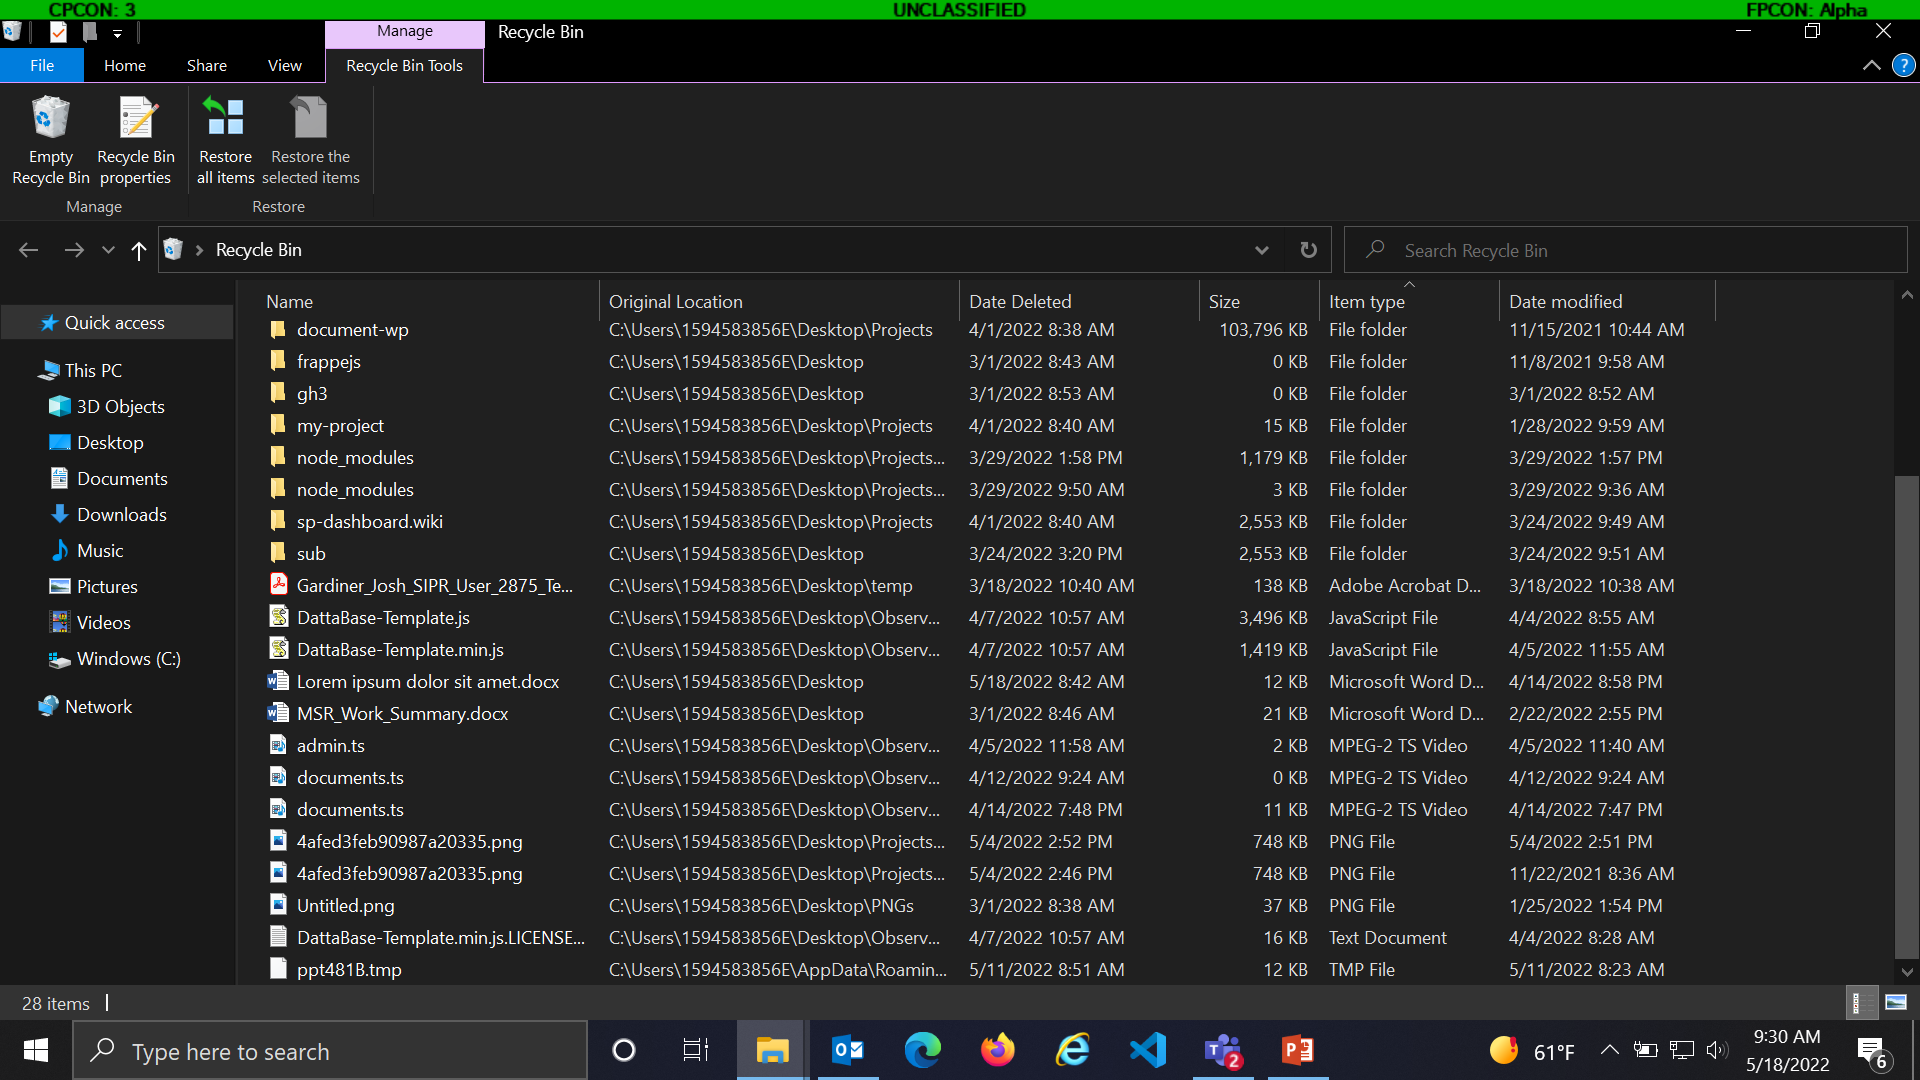 CPCON: 3 UNCLASSIFIED FPCON: Alpha
Manage Recycle Bin
File Home Share View Recycle Bin Tools
Empty Recycle Bin Restore Restore the
Recycle Bin properties all items selected items
Manage Restore
Recycle Bin Search Recycle Bin
Name Original Location Date Deleted Size Item type Date modified
Quick access
This PC
3D Objects
Desktop
Documents
Downloads
Music
Pictures
Videos
Windows (C:)
Network
document-wp C:\Users\1594583856E\Desktop\Projects 4/1/2022 8:38 AM 103,796 KB File folder 11/15/2021 10:44 AM
frappejs C:\Users\1594583856E\Desktop 3/1/2022 8:43 AM 0 KB File folder 11/8/2021 9:58 AM
gh3 C:\Users\1594583856E\Desktop 3/1/2022 8:53 AM 0 KB File folder 3/1/2022 8:52 AM
my-project C:\Users\1594583856E\Desktop\Projects 4/1/2022 8:40 AM 15 KB File folder 1/28/2022 9:59 AM
node_modules C:\Users\1594583856E\Desktop\Projects... 3/29/2022 1:58 PM 1,179 KB File folder 3/29/2022 1:57 PM
node_modules C:\Users\1594583856E\Desktop\Projects... 3/29/2022 9:50 AM 3 KB File folder 3/29/2022 9:36 AM
sp-dashboard.wiki C:\Users\1594583856E\Desktop\Projects 4/1/2022 8:40 AM 2,553 KB File folder 3/24/2022 9:49 AM
sub C:\Users\1594583856E\Desktop 3/24/2022 3:20 PM 2,553 KB File folder 3/24/2022 9:51 AM
Gardiner_Josh_SIPR_User_2875_Te... C:\Users\1594583856E\Desktop\temp 3/18/2022 10:40 AM 138 KB Adobe Acrobat D... 3/18/2022 10:38 AM
DattaBase-Template.js C:\Users\1594583856E\Desktop\Observ... 4/7/2022 10:57 AM 3,496 KB JavaScript File 4/4/2022 8:55 AM
DattaBase-Template.min.js C:\Users\1594583856E\Desktop\Observ... 4/7/2022 10:57 AM 1,419 KB JavaScript File 4/5/2022 11:55 AM
Lorem ipsum dolor sit amet.docx C:\Users\1594583856E\Desktop 5/18/2022 8:42 AM 12 KB Microsoft Word D... 4/14/2022 8:58 PM
MSR_Work_Summary.docx C:\Users\1594583856E\Desktop 3/1/2022 8:46 AM 21 KB Microsoft Word D... 2/22/2022 2:55 PM
admin.ts C:\Users\1594583856E\Desktop\Observ... 4/5/2022 11:58 AM 2 KB MPEG-2 TS Video 4/5/2022 11:40 AM
documents.ts C:\Users\1594583856E\Desktop\Observ... 4/12/2022 9:24 AM 0 KB MPEG-2 TS Video 4/12/2022 9:24 AM
documents.ts C:\Users\1594583856E\Desktop\Observ... 4/14/2022 7:48 PM 11 KB MPEG-2 TS Video 4/14/2022 7:47 PM
4afed3feb90987a20335.png C:\Users\1594583856E\Desktop\Projects... 5/4/2022 2:52 PM 748 KB PNG File 5/4/2022 2:51 PM
4afed3feb90987a20335.png C:\Users\1594583856E\Desktop\Projects... 5/4/2022 2:46 PM 748 KB PNG File 11/22/2021 8:36 AM
Untitled.png C:\Users\1594583856E\Desktop\PNGs 3/1/2022 8:38 AM 37 KB PNG File 1/25/2022 1:54 PM
DattaBase-Template.min.js.LICENSE... C:\Users\1594583856E\Desktop\Observ... 4/7/2022 10:57 AM 16 KB Text Document 4/4/2022 8:28 AM
ppt481B.tmp C:\Users\1594583856E\AppData\Roamin... 5/11/2022 8:51 AM 12 KB TMP File 5/11/2022 8:23 AM
28 items
Type here to search 2 61°F 9:30 AM 6
5/18/2022